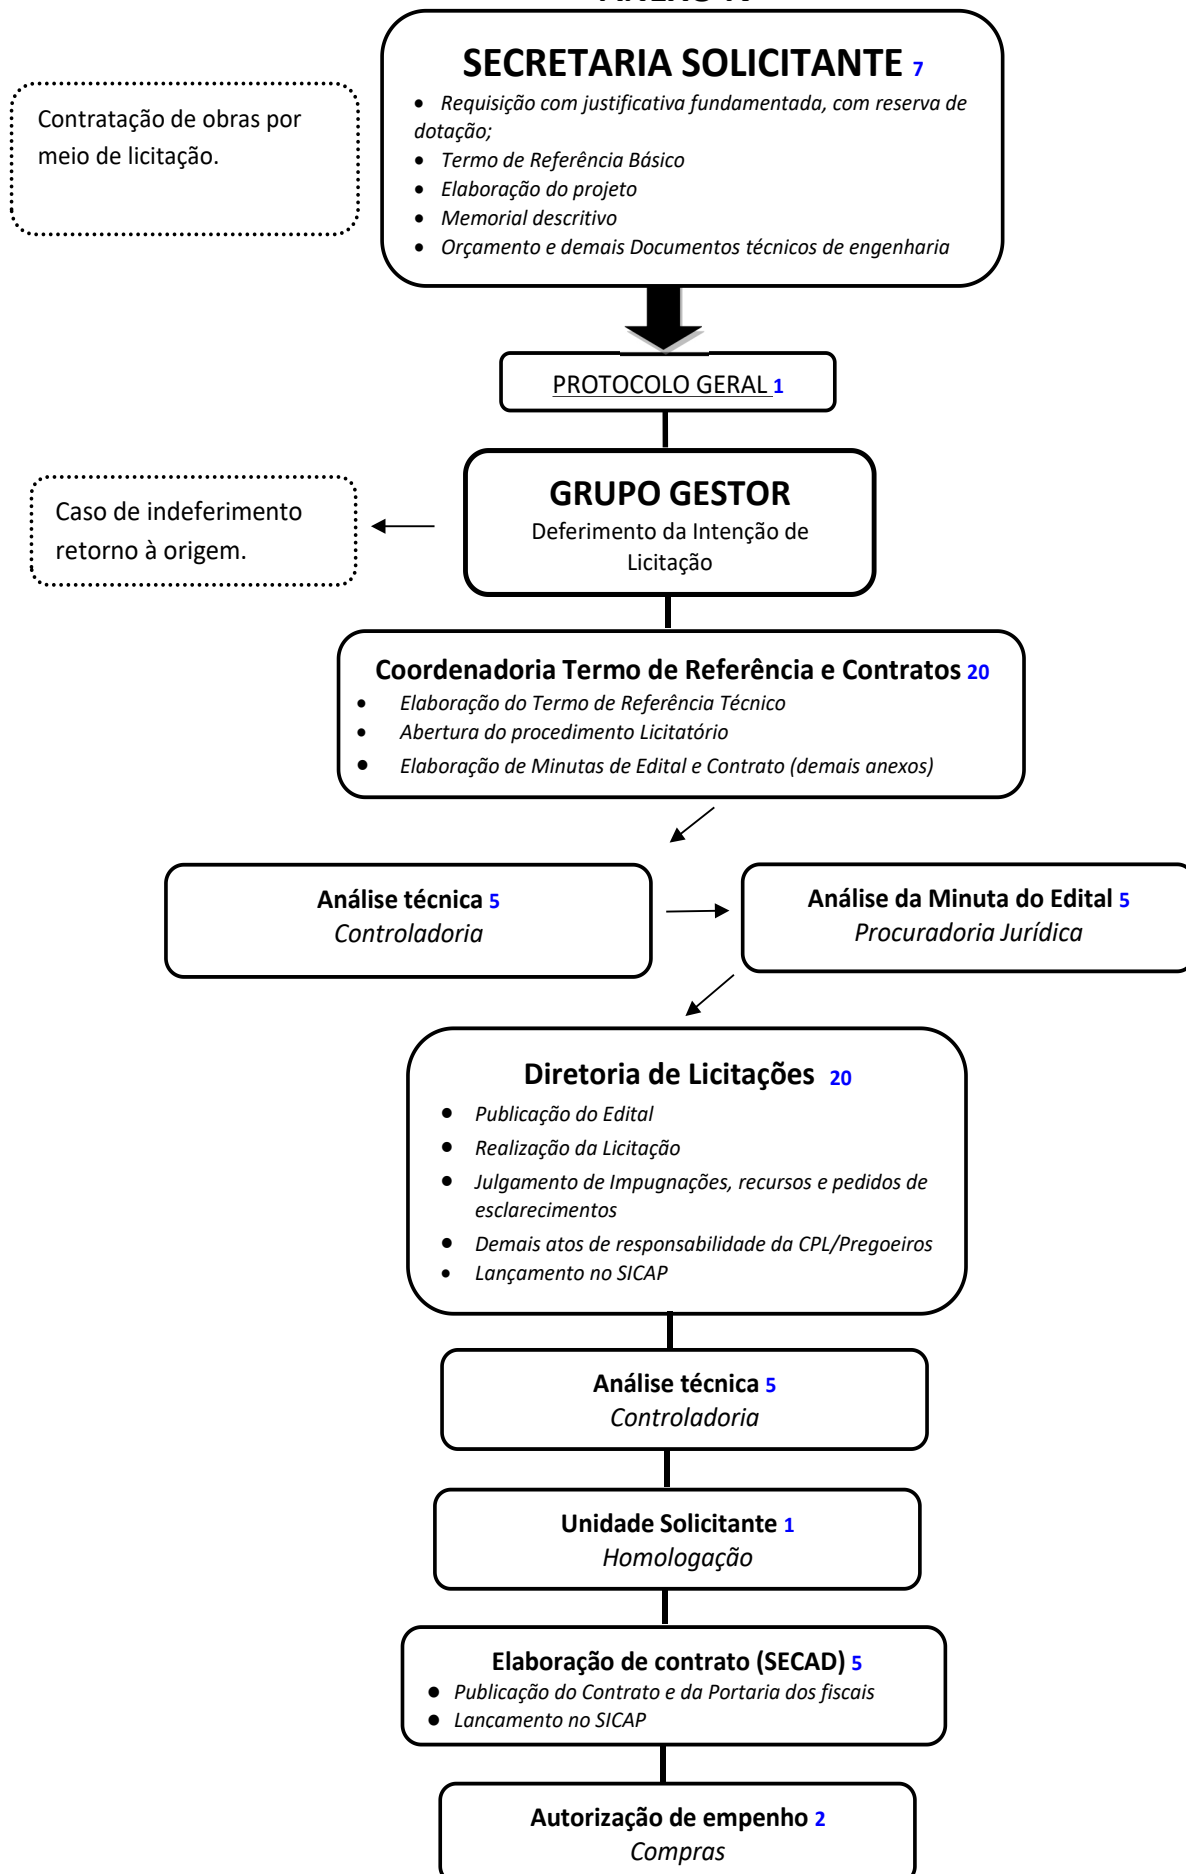 SECRETARIA SOLICITANTE 7
• Requisição com justificativa fundamentada, com reserva de
dotação;
• Termo de Referência Básico
• Elaboração do projeto
• Memorial descritivo
• Orçamento e demais Documentos técnicos de engenharia
Contratação de obras por
meio de licitação.
PROTOCOLO GERAL 1
GRUPO GESTOR
Deferimento da Intenção de
Licitação
Caso de indeferimento
retorno à origem.
Coordenadoria Termo de Referência e Contratos 20
• Elaboração do Termo de Referência Técnico
• Abertura do procedimento Licitatório
• Elaboração de Minutas de Edital e Contrato (demais anexos)
Análise técnica 5
Controladoria
Análise da Minuta do Edital 5
Procuradoria Jurídica
Diretoria de Licitações 20
• Publicação do Edital
• Realização da Licitação
• Julgamento de Impugnações, recursos e pedidos de
esclarecimentos
• Demais atos de responsabilidade da CPL/Pregoeiros
• Lançamento no SICAP
Análise técnica 5
Controladoria
Unidade Solicitante 1
Homologação
Elaboração de contrato (SECAD) 5
• Publicação do Contrato e da Portaria dos fiscais
• Lancamento no SICAP
Autorização de empenho 2
Compras